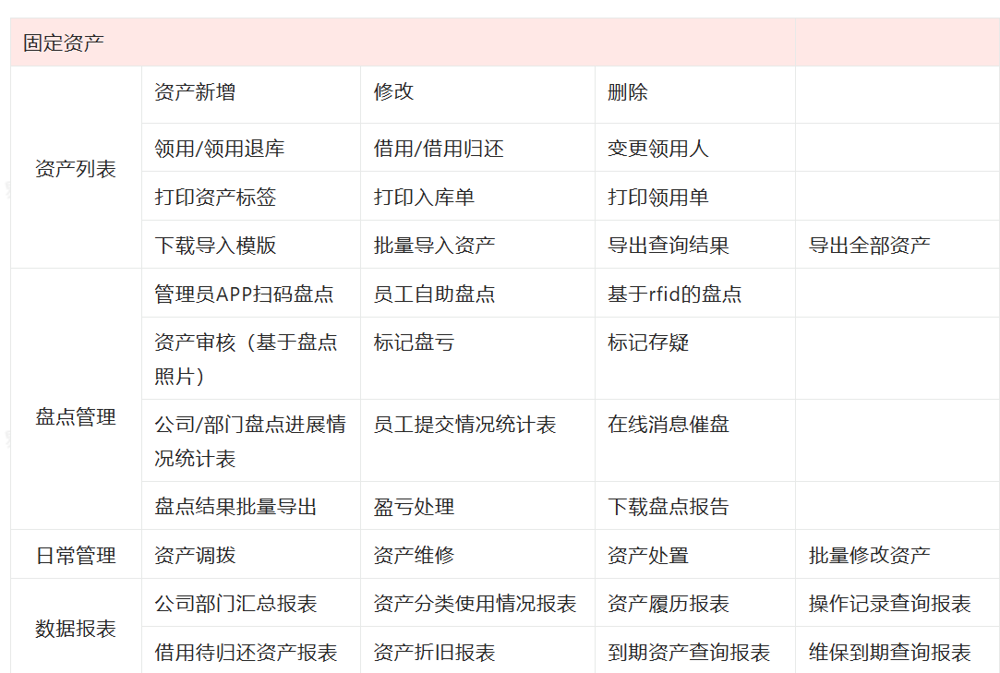 固定资产
资产列表
资产新增 修改 删除
领用/领用退库 借用/借用归还 变更领用人
打印资产标签 打印入库单 打印领用单
下载导入模版 批量导入资产 导出查询结果 导出全部资产
盘点管理
管理员APP扫码盘点 员工自助盘点 基于rfid的盘点
资产审核（基于盘点 标记盘亏 标记存疑
照片）
公司/部门盘点进展情 员工提交情况统计表 在线消息催盘
况统计表
盘点结果批量导出 盈亏处理 下载盘点报告
日常管理 资产调拨 资产维修 资产处置 批量修改资产
数据报表
公司部门汇总报表 资产分类使用情况报表 资产履历报表 操作记录查询报表
借用待归还资产报表 资产折旧报表 到期资产查询报表 维保到期查询报表